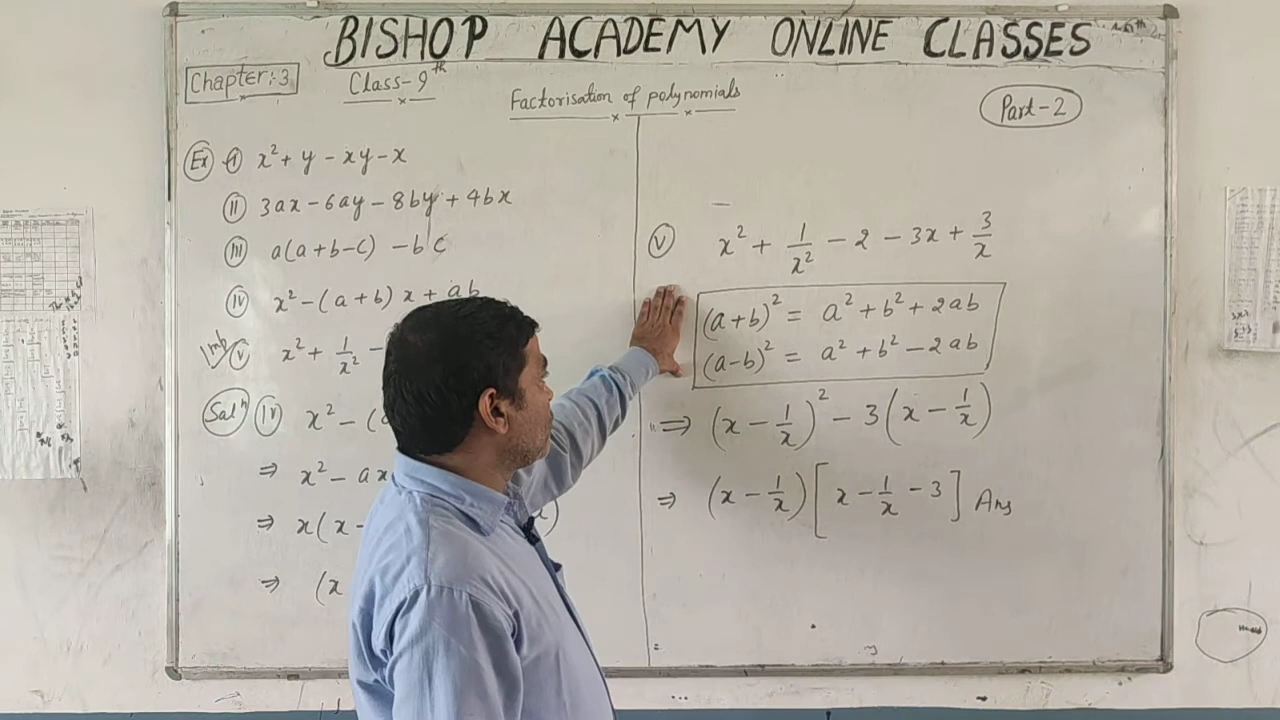 BISHOP ACADEMY ONLINE CLASSES
Chapter:-3
Class-9th
Factorisation of polynomials
Part-2
Ex (i) x² + y - xy - x
(II) 3ax - 6ay - 8by + 4bx
(III) a(a+b-c) - bc
(IV) x² - (a+b)x + ab
Imp (V) x² + 1/x² -
Solⁿ (IV) x² - (
⇒ x² - ax
⇒ x(x-
⇒ (x
(V) x² + 1/x² - 2 - 3x + 3/x
(a+b)² = a² + b² + 2ab
(a-b)² = a² + b² - 2ab
⇒ (x - 1/x)² - 3(x - 1/x)
⇒ (x - 1/x)[x - 1/x - 3] Ans